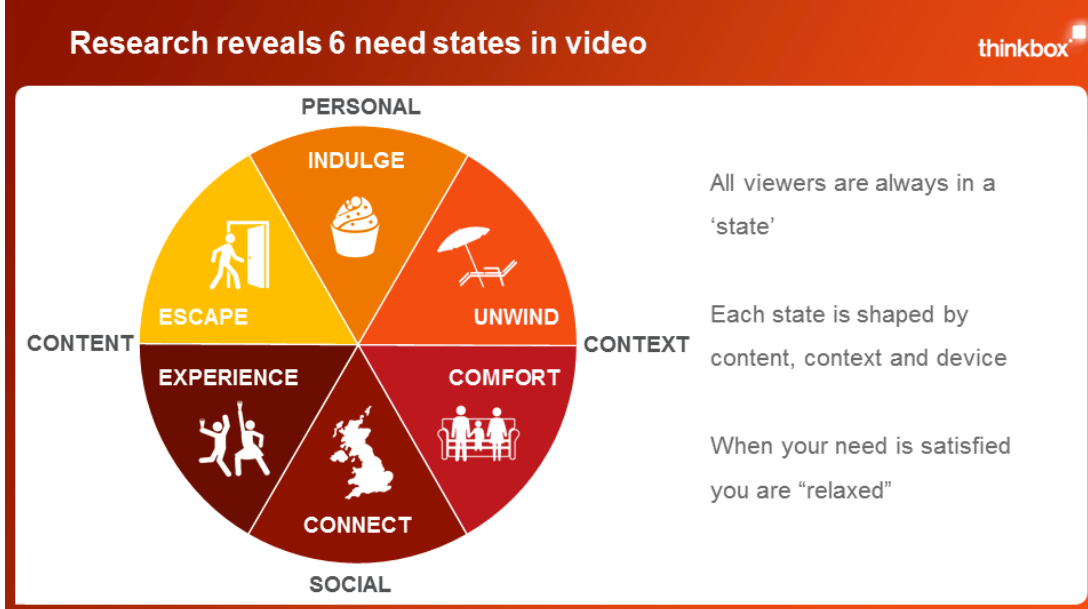 Research reveals 6 need states in video
thinkbox
PERSONAL
INDULGE
ESCAPE
UNWIND
CONTENT
CONTEXT
EXPERIENCE
COMFORT
CONNECT
SOCIAL
All viewers are always in a
‘state’
Each state is shaped by
content, context and device
When your need is satisfied
you are “relaxed”